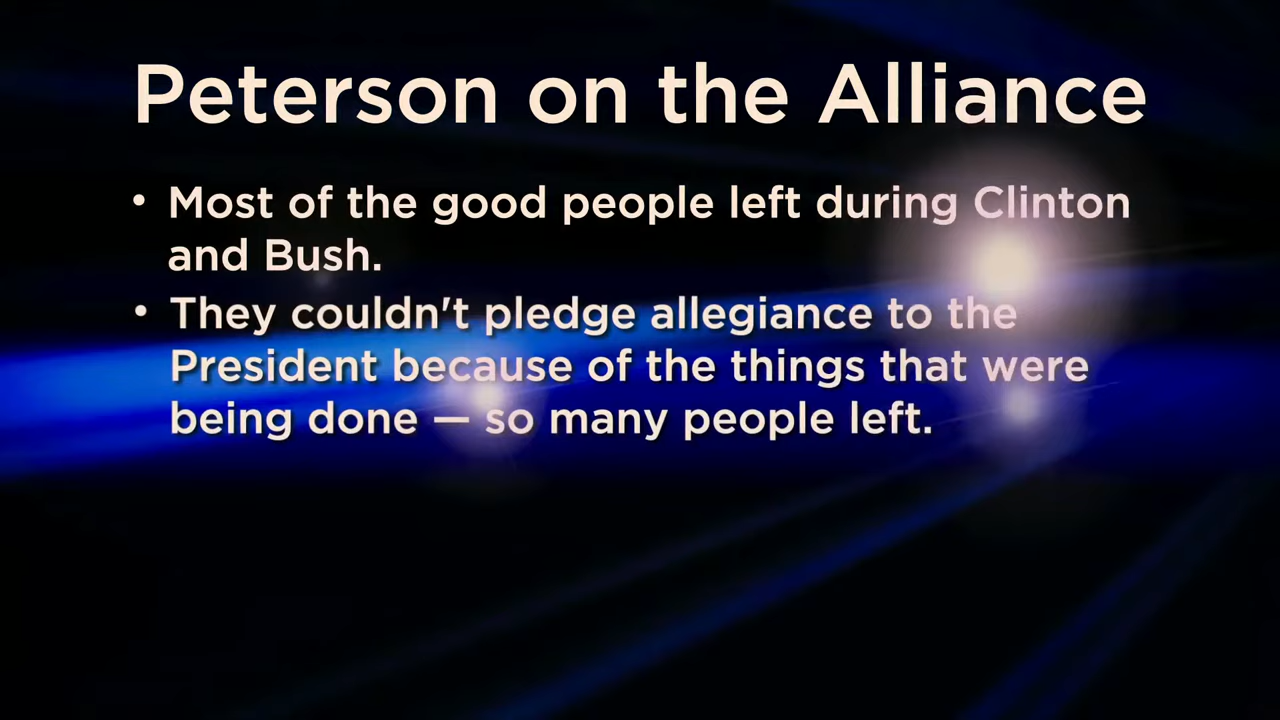 Peterson on the Alliance
• Most of the good people left during Clinton
and Bush.
• They couldn't pledge allegiance to the
President because of the things that were
being done — so many people left.